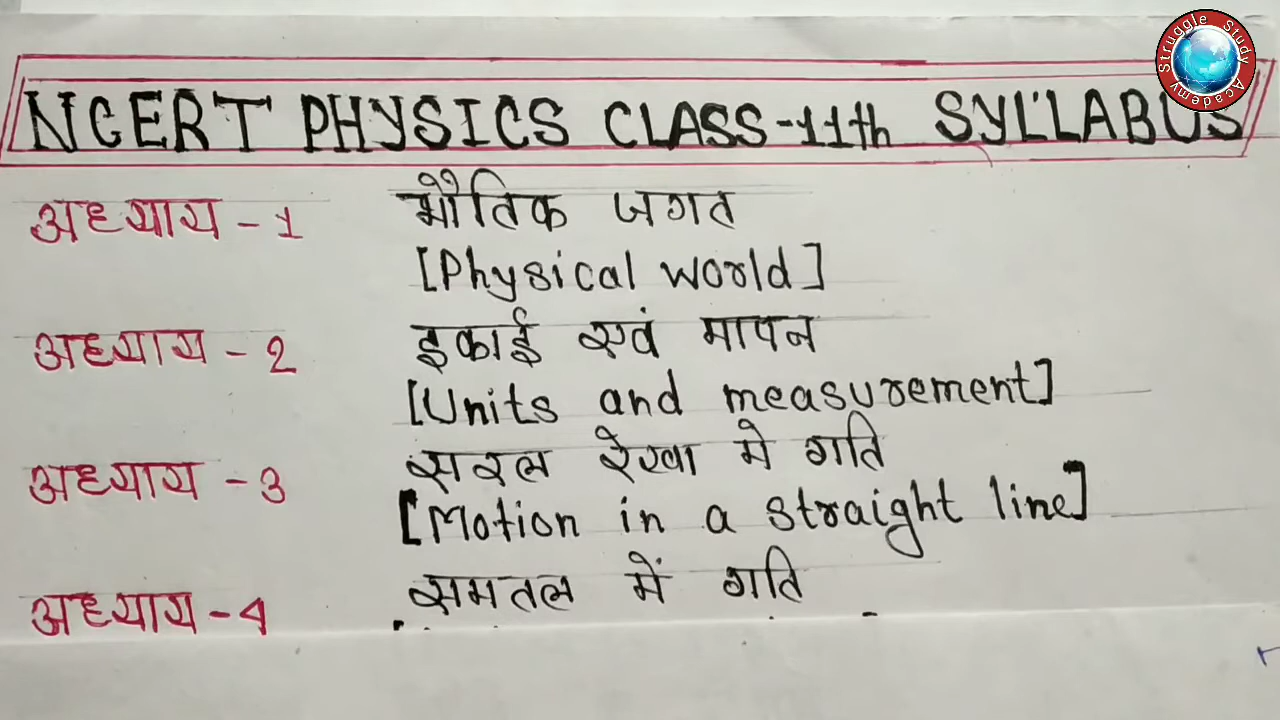 Struggle Study Academy
NCERT PHYSICS CLASS-11th SYLLABUS
अध्याय - 1 भौतिक जगत
[Physical world]
अध्याय - 2 इकाई एवं मापन
[Units and measurement]
अध्याय - 3 सरल रेखा मे गति
[Motion in a straight line]
अध्याय - 4 समतल में गति